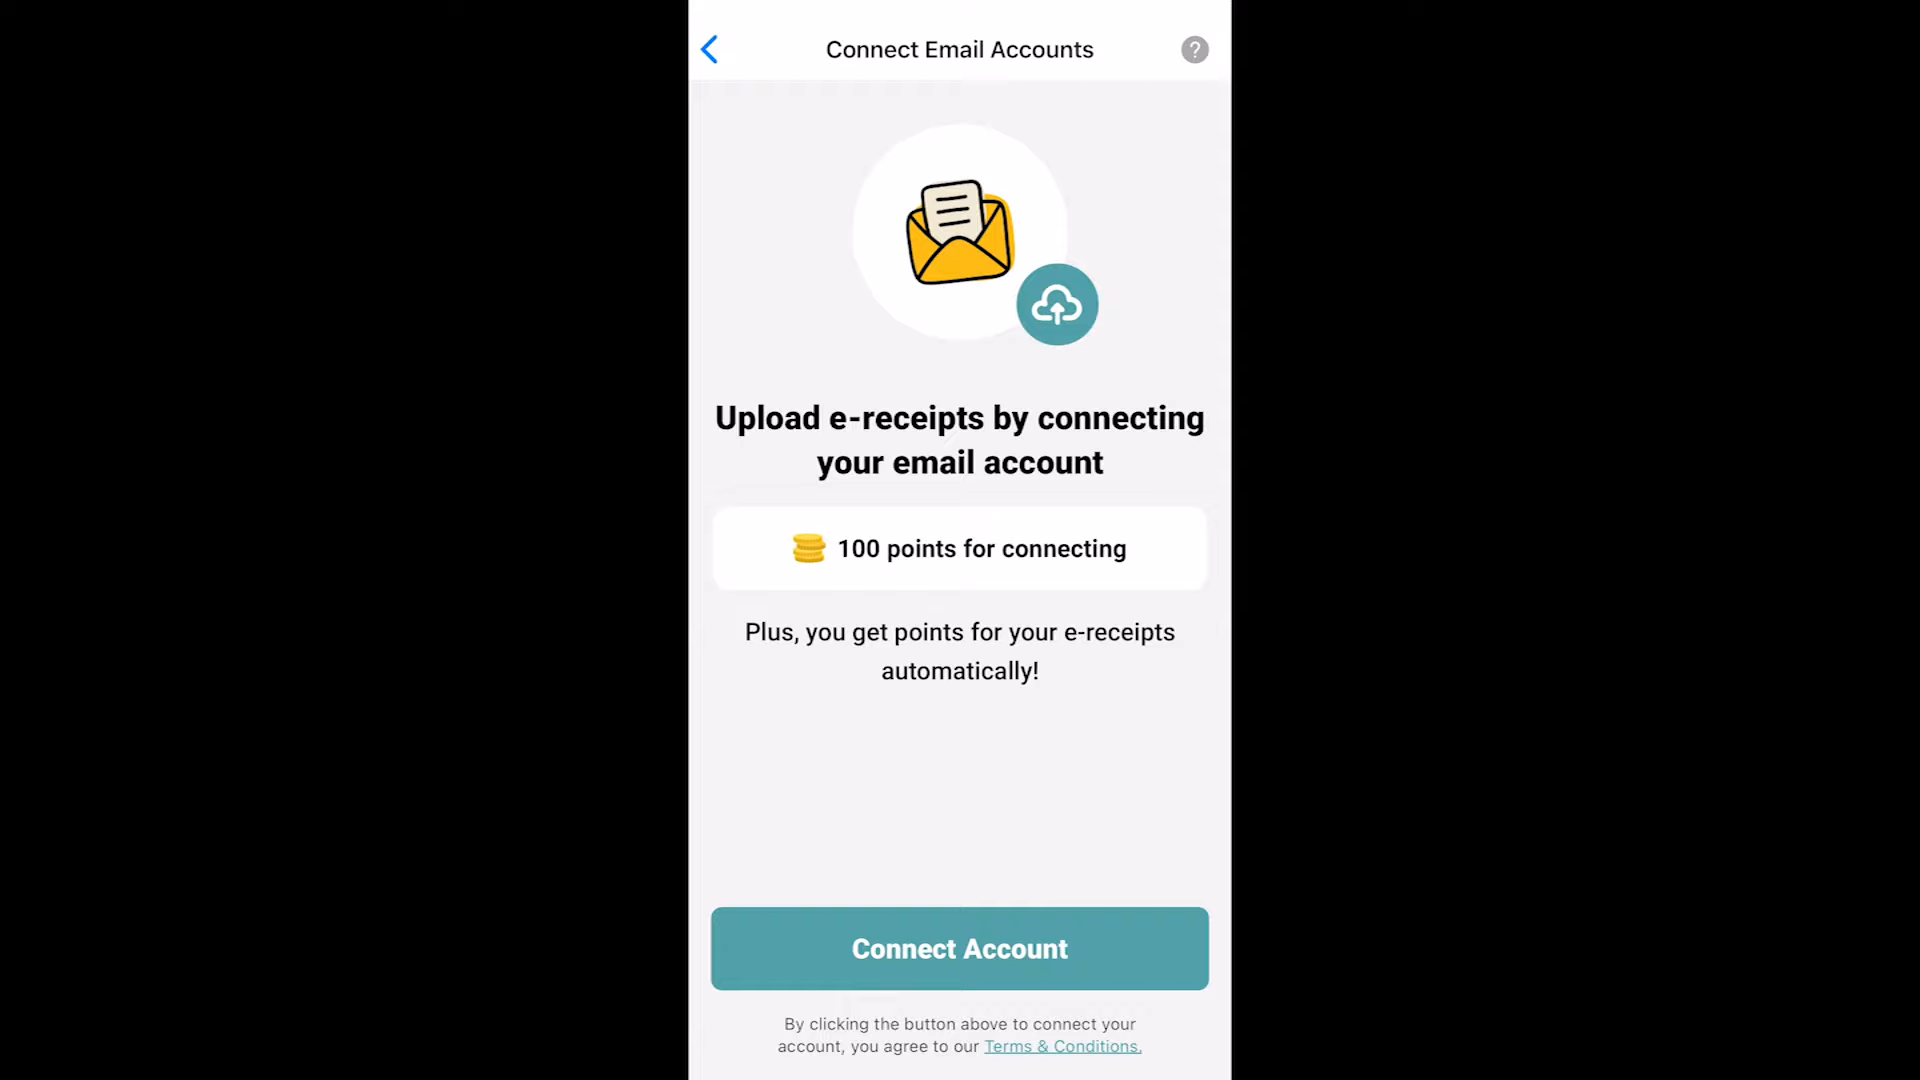 Connect Email Accounts
?
Upload e-receipts by connecting
your email account
100 points for connecting
Plus, you get points for your e-receipts
automatically!
Connect Account
By clicking the button above to connect your
account, you agree to our Terms & Conditions.